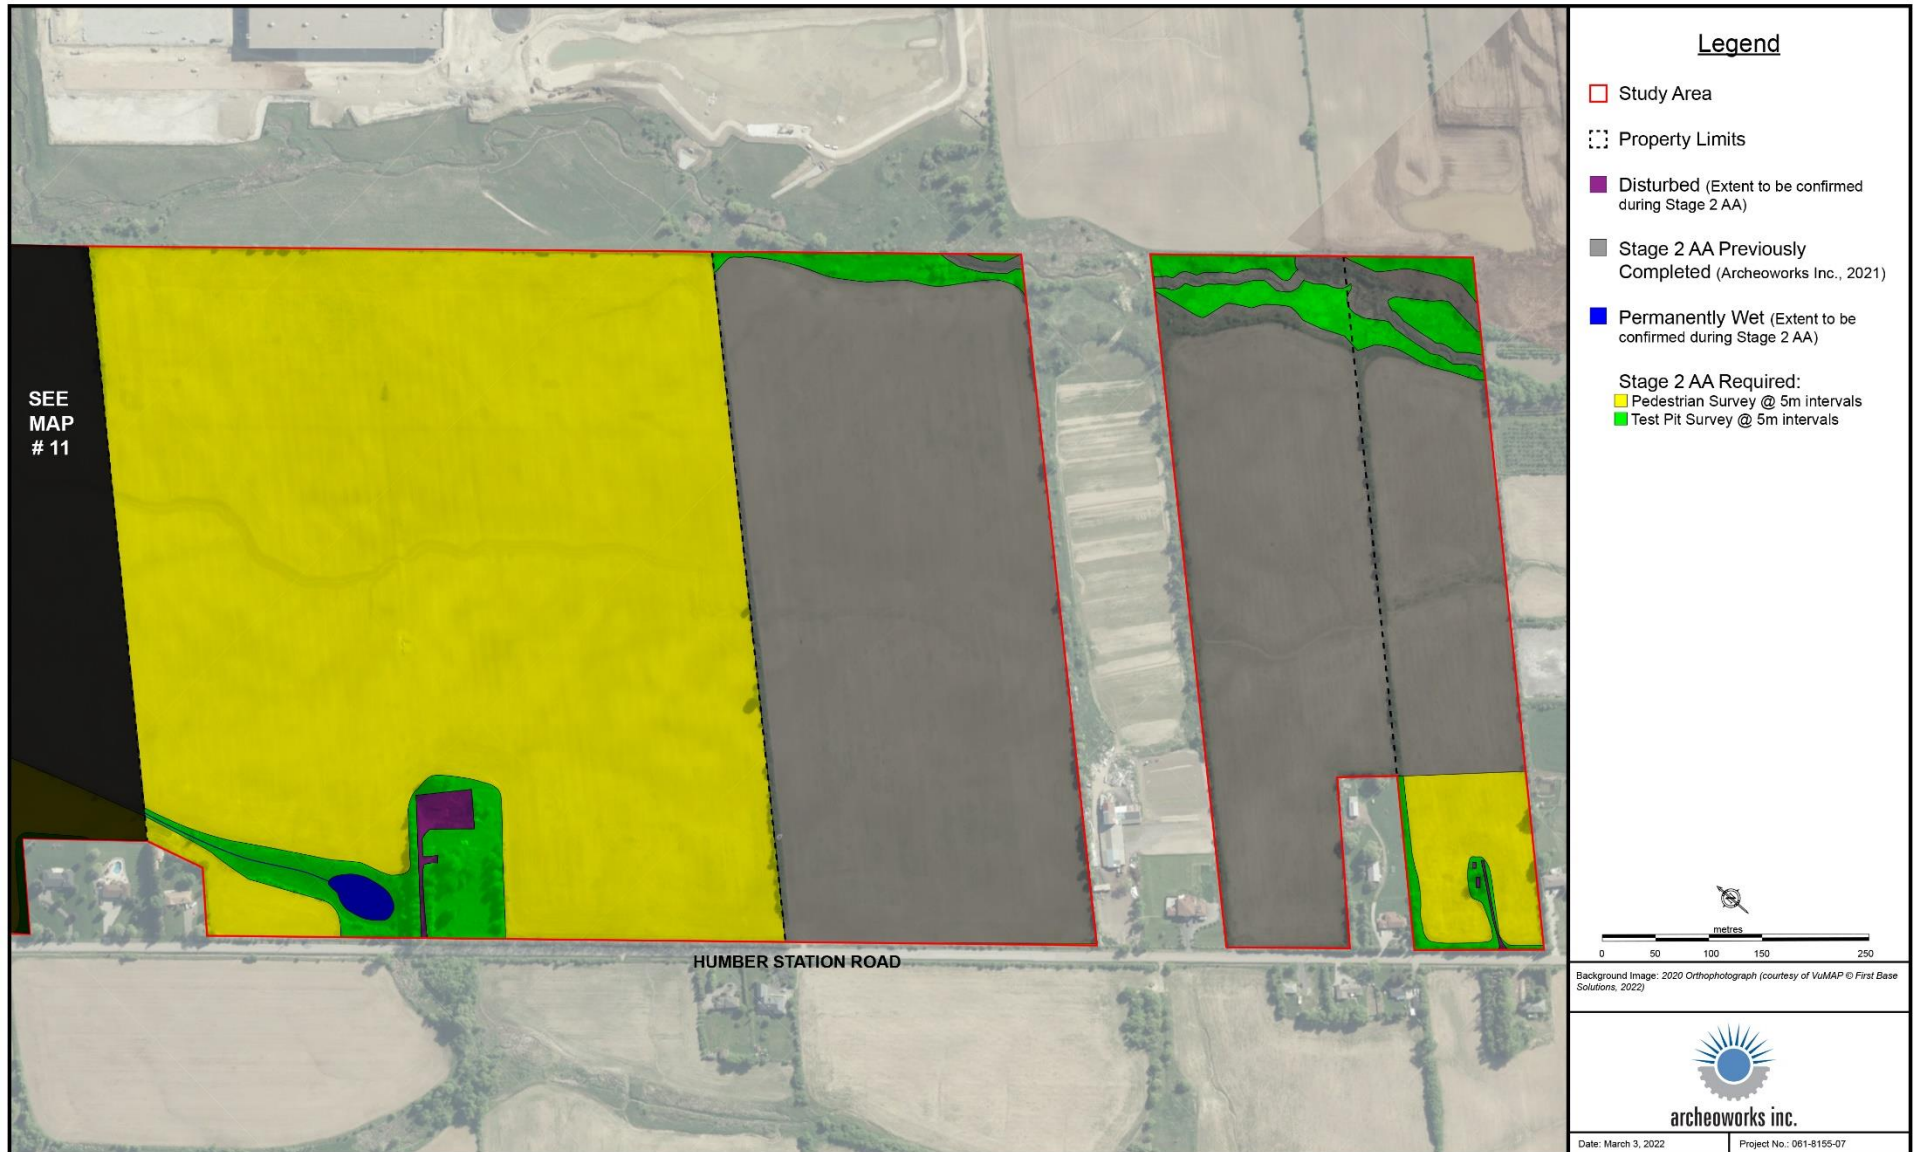 SEE
MAP
# 11
HUMBER STATION ROAD
Legend
Study Area
Property Limits
Disturbed (Extent to be confirmed
during Stage 2 AA)
Stage 2 AA Previously
Completed (Archeoworks Inc., 2021)
Permanently Wet (Extent to be
confirmed during Stage 2 AA)
Stage 2 AA Required:
Pedestrian Survey @ 5m intervals
Test Pit Survey @ 5m intervals
N
metres
0 50 100 150 250
Background Image: 2020 Orthophotograph (courtesy of VuMAP © First Base
Solutions, 2022)
archeoworks inc.
Date: March 3, 2022
Project No.: 061-8155-07